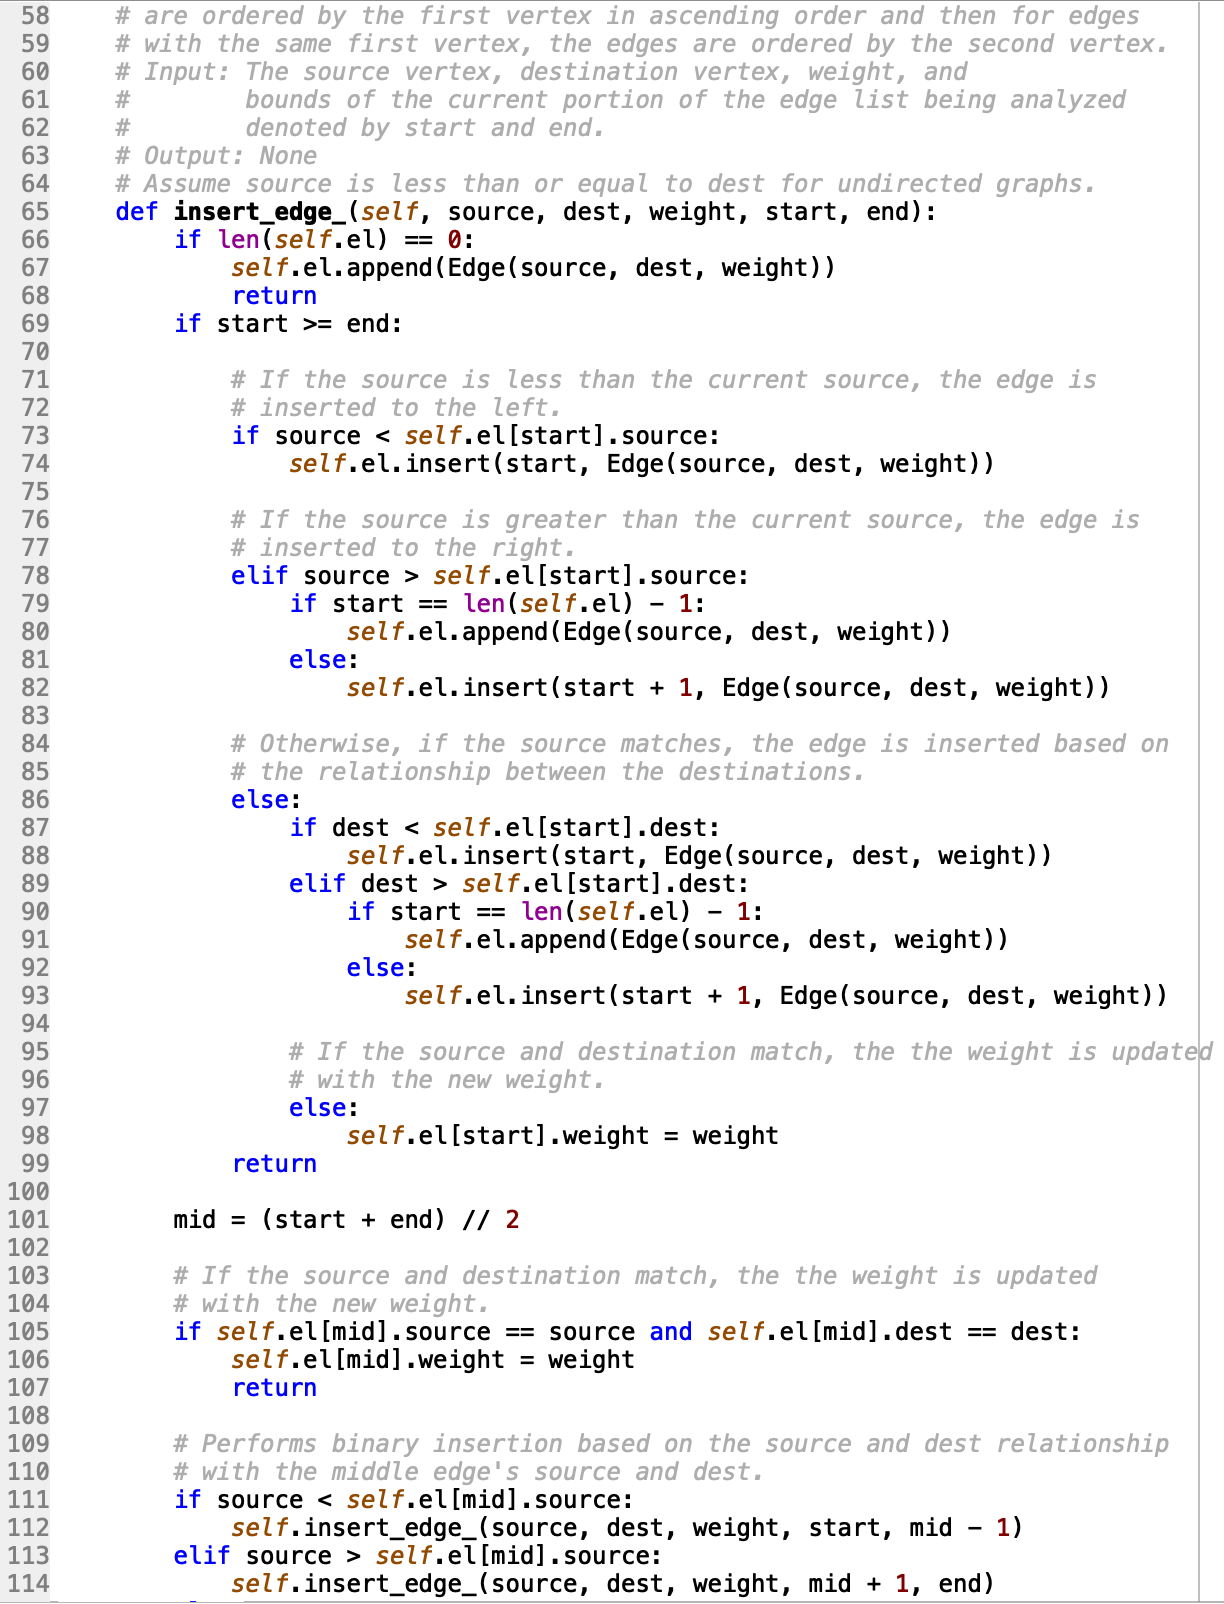 58 # are ordered by the first vertex in ascending order and then for edges
59 # with the same first vertex, the edges are ordered by the second vertex.
60 # Input: The source vertex, destination vertex, weight, and
61 #        bounds of the current portion of the edge list being analyzed
62 #        denoted by start and end.
63 # Output: None
64 # Assume source is less than or equal to dest for undirected graphs.
65 def insert_edge_(self, source, dest, weight, start, end):
66     if len(self.el) == 0:
67         self.el.append(Edge(source, dest, weight))
68         return
69     if start >= end:
70
71         # If the source is less than the current source, the edge is
72         # inserted to the left.
73         if source < self.el[start].source:
74             self.el.insert(start, Edge(source, dest, weight))
75
76         # If the source is greater than the current source, the edge is
77         # inserted to the right.
78         elif source > self.el[start].source:
79             if start == len(self.el) - 1:
80                 self.el.append(Edge(source, dest, weight))
81             else:
82                 self.el.insert(start + 1, Edge(source, dest, weight))
83
84         # Otherwise, if the source matches, the edge is inserted based on
85         # the relationship between the destinations.
86         else:
87             if dest < self.el[start].dest:
88                 self.el.insert(start, Edge(source, dest, weight))
89             elif dest > self.el[start].dest:
90                 if start == len(self.el) - 1:
91                     self.el.append(Edge(source, dest, weight))
92                 else:
93                     self.el.insert(start + 1, Edge(source, dest, weight))
94
95             # If the source and destination match, the the weight is updated
96             # with the new weight.
97             else:
98                 self.el[start].weight = weight
99         return
100
101     mid = (start + end) // 2
102
103     # If the source and destination match, the the weight is updated
104     # with the new weight.
105     if self.el[mid].source == source and self.el[mid].dest == dest:
106         self.el[mid].weight = weight
107         return
108
109     # Performs binary insertion based on the source and dest relationship
110     # with the middle edge's source and dest.
111     if source < self.el[mid].source:
112         self.insert_edge_(source, dest, weight, start, mid - 1)
113     elif source > self.el[mid].source:
114         self.insert_edge_(source, dest, weight, mid + 1, end)